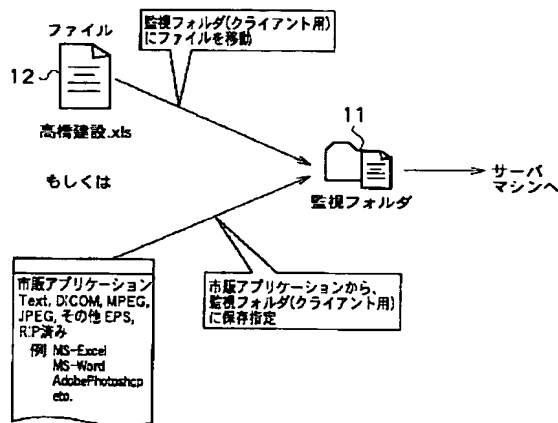 ファイル
監視フォルダ(クライアント用)
にファイルを移動
12
高橋建設.xls
11
もしくは
監視フォルダ
サーバ
マシンへ
市販アプリケーション
Text, DICOM, MPEG,
JPEG, その他 EPS,
RIP済み
例 MS-Excel
MS-Word
AdobePhotoshop
etc.
市販アプリケーションから、
監視フォルダ(クライアント用)
に保存指定